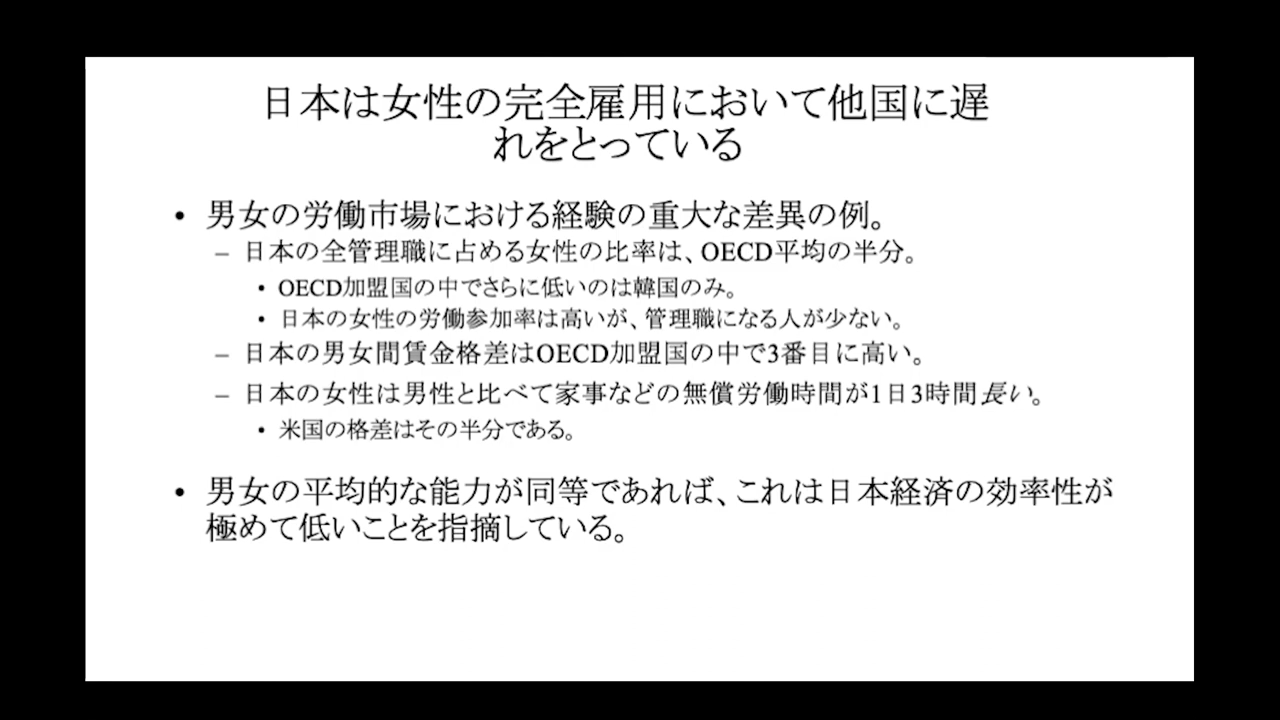 日本は女性の完全雇用において他国に遅
れをとっている
• 男女の労働市場における経験の重大な差異の例。
– 日本の全管理職に占める女性の比率は、OECD平均の半分。
• OECD加盟国の中でさらに低いのは韓国のみ。
• 日本の女性の労働参加率は高いが、管理職になる人が少ない。
– 日本の男女間賃金格差はOECD加盟国の中で3番目に高い。
– 日本の女性は男性と比べて家事などの無償労働時間が1日3時間長い。
• 米国の格差はその半分である。
• 男女の平均的な能力が同等であれば、これは日本経済の効率性が
極めて低いことを指摘している。